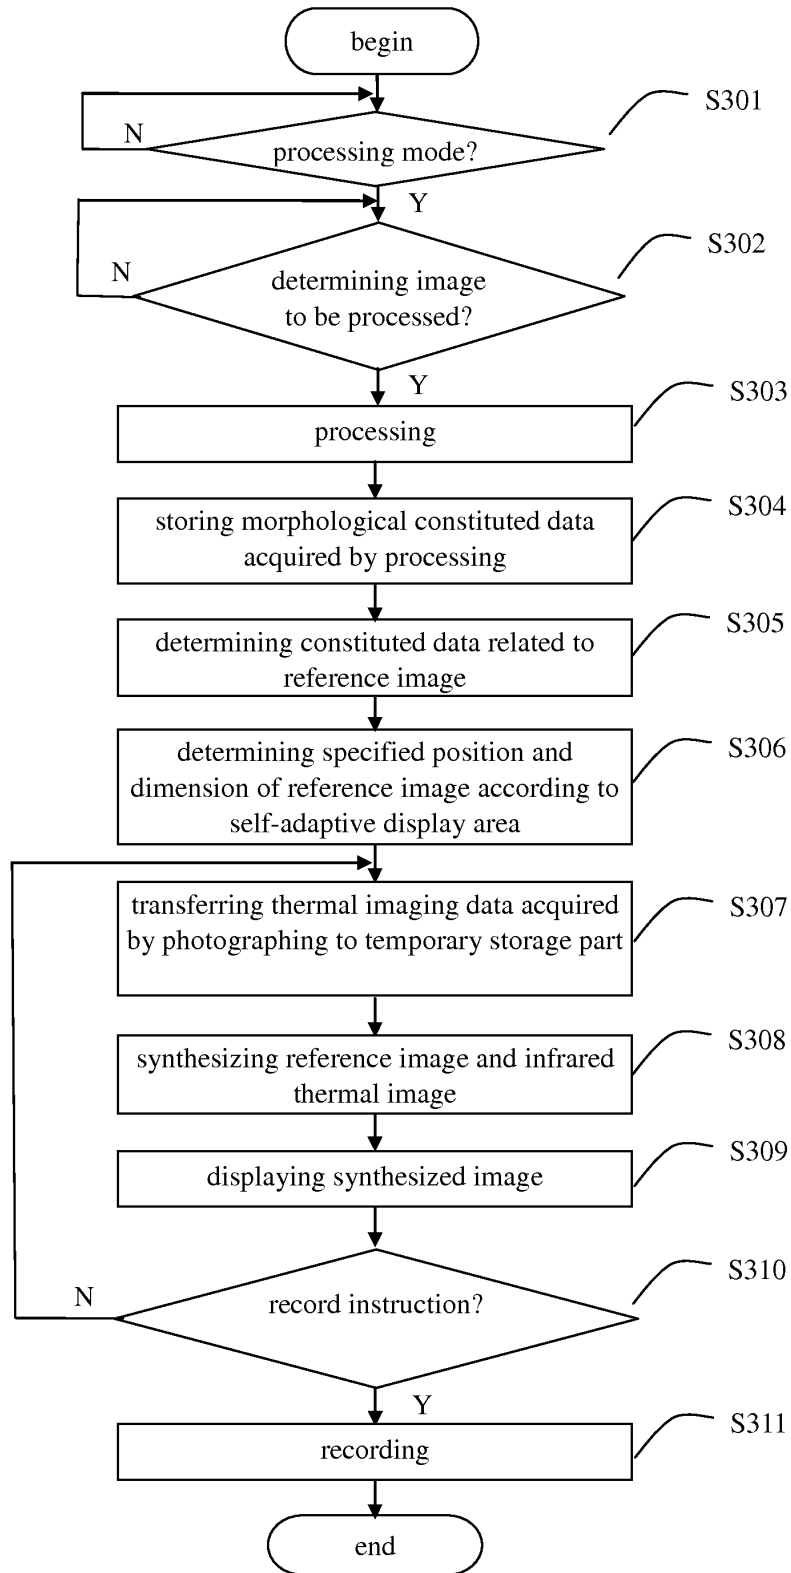 begin
S301
N
processing mode?
Y
S302
N
determining image
to be processed?
Y
S303
processing
S304
storing morphological constituted data
acquired by processing
S305
determining constituted data related to
reference image
S306
determining specified position and
dimension of reference image according to
self-adaptive display area
S307
transferring thermal imaging data acquired
by photographing to temporary storage part
S308
synthesizing reference image and infrared
thermal image
S309
displaying synthesized image
S310
N
record instruction?
Y
S311
recording
end